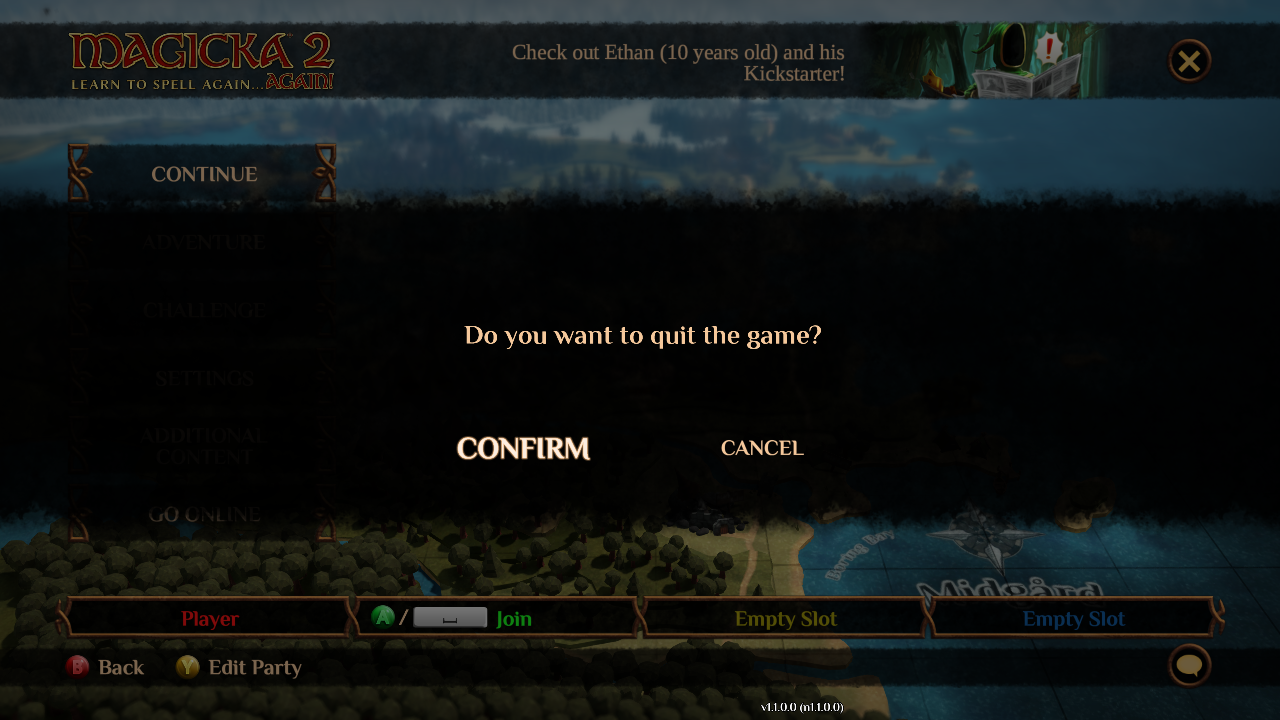 MAGICKA 2
LEARN TO SPELL AGAIN...AGAIN!
Check out Ethan (10 years old) and his
Kickstarter!
CONTINUE
ADVENTURE
CHALLENGE
SETTINGS
ADDITIONAL
CONTENT
GO ONLINE
Do you want to quit the game?
CONFIRM
CANCEL
Midgård
Player
A / Join
Empty Slot
Empty Slot
B Back
Y Edit Party
v1.1.0.0 (n1.1.0.0)